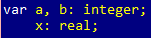 var a, b: integer;
x: real;